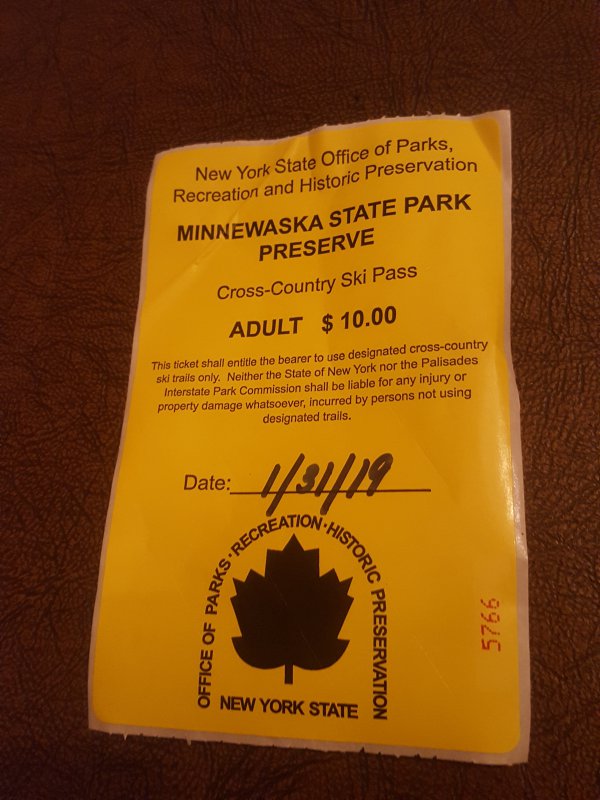 New York State Office of Parks,
Recreation and Historic Preservation
MINNEWASKA STATE PARK
PRESERVE
Cross-Country Ski Pass
ADULT $ 10.00
This ticket shall entitle the bearer to use designated cross-country
ski trails only. Neither the State of New York nor the Palisades
Interstate Park Commission shall be liable for any injury or
property damage whatsoever, incurred by persons not using
designated trails.
Date: 1/31/19
OFFICE OF PARKS · RECREATION · HISTORIC PRESERVATION
NEW YORK STATE
5766